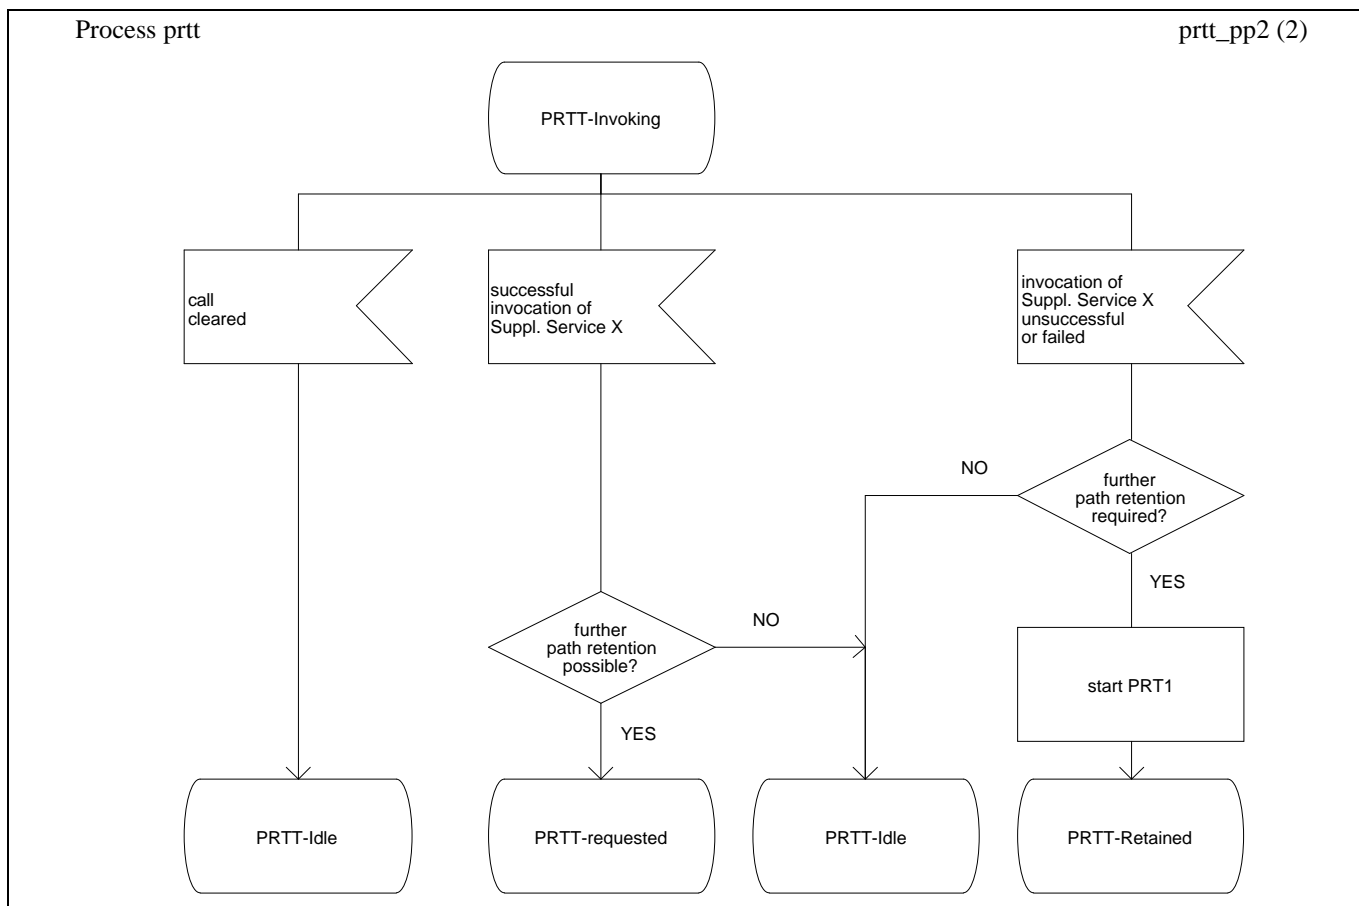 Process prtt
prtt_pp2 (2)
PRTT-Invoking
call
cleared
successful
invocation of
Suppl. Service X
invocation of
Suppl. Service X
unsuccessful
or failed
NO
further
path retention
required?
YES
further
path retention
possible?
NO
YES
start PRT1
PRTT-Idle
PRTT-requested
PRTT-Idle
PRTT-Retained